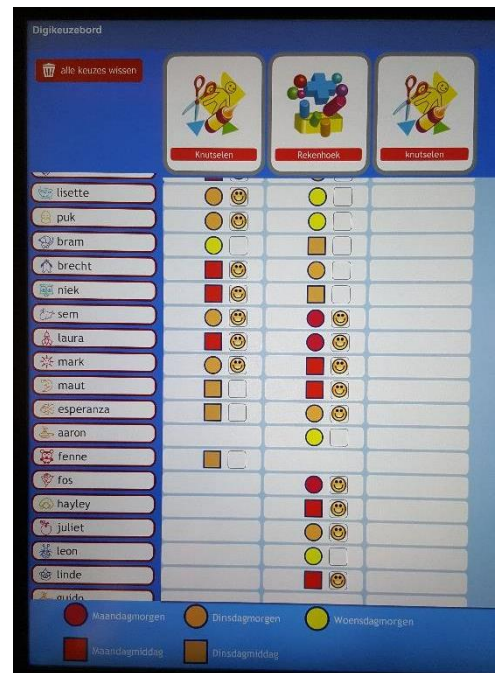 Digikeuzebord
alle keuzes wissen
Knutselen
Rekenhoek
knutselen
lisette
puk
bram
brecht
niek
sem
laura
mark
maut
esperanza
aaron
fenne
fos
hayley
juliet
leon
linde
guido
Maandagmorgen
Dinsdagmorgen
Woensdagmorgen
Maandagmiddag
Dinsdagmiddag